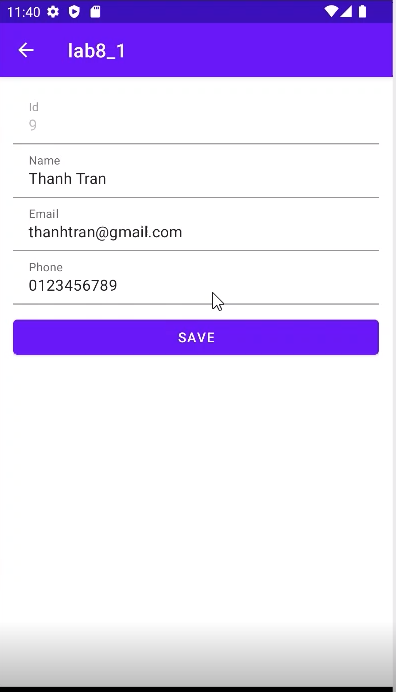 11:40
lab8_1
Id
9
Name
Thanh Tran
Email
thanhtran@gmail.com
Phone
0123456789
SAVE